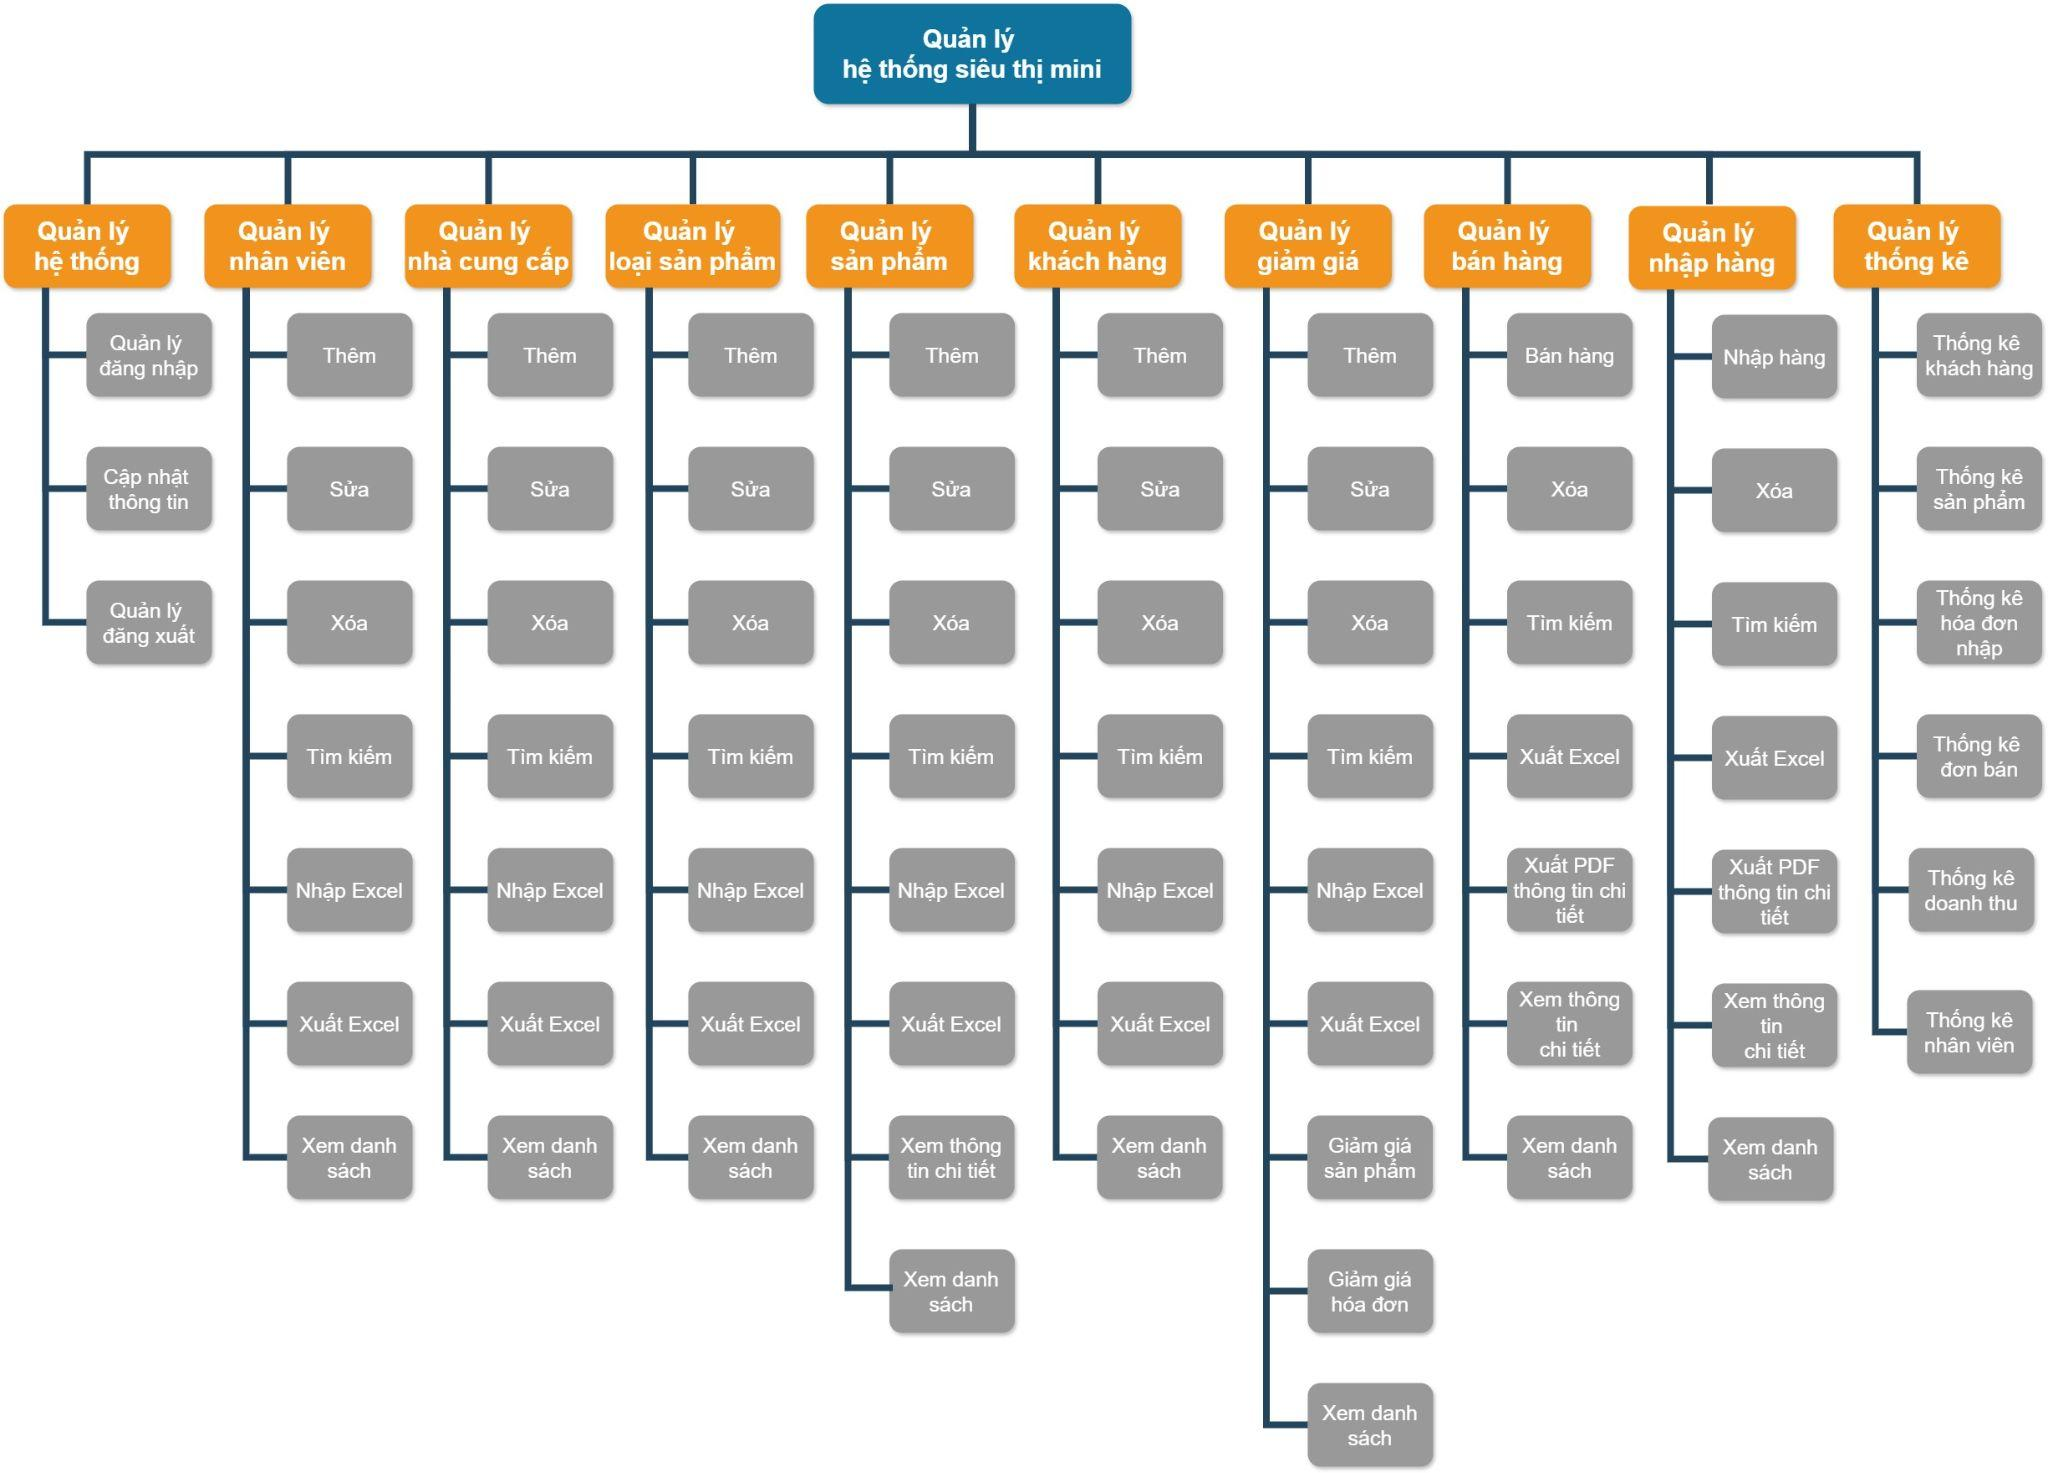 Quản lý
hệ thống siêu thị mini
Quản lý
hệ thống
Quản lý
đăng nhập
Cập nhật
thông tin
Quản lý
đăng xuất
Quản lý
nhân viên
Thêm
Sửa
Xóa
Tìm kiếm
Nhập Excel
Xuất Excel
Xem danh
sách
Quản lý
nhà cung cấp
Thêm
Sửa
Xóa
Tìm kiếm
Nhập Excel
Xuất Excel
Xem danh
sách
Quản lý
loại sản phẩm
Thêm
Sửa
Xóa
Tìm kiếm
Nhập Excel
Xuất Excel
Xem danh
sách
Quản lý
sản phẩm
Thêm
Sửa
Xóa
Tìm kiếm
Nhập Excel
Xuất Excel
Xem thông
tin chi tiết
Xem danh
sách
Quản lý
khách hàng
Thêm
Sửa
Xóa
Tìm kiếm
Nhập Excel
Xuất Excel
Xem danh
sách
Quản lý
giảm giá
Thêm
Sửa
Xóa
Tìm kiếm
Nhập Excel
Xuất Excel
Giảm giá
sản phẩm
Giảm giá
hóa đơn
Xem danh
sách
Quản lý
bán hàng
Bán hàng
Xóa
Tìm kiếm
Xuất Excel
Xuất PDF
thông tin chi
tiết
Xem thông
tin
chi tiết
Xem danh
sách
Quản lý
nhập hàng
Nhập hàng
Xóa
Tìm kiếm
Xuất Excel
Xuất PDF
thông tin chi
tiết
Xem thông
tin
chi tiết
Xem danh
sách
Quản lý
thống kê
Thống kê
khách hàng
Thống kê
sản phẩm
Thống kê
hóa đơn
nhập
Thống kê
đơn bán
Thống kê
doanh thu
Thống kê
nhân viên